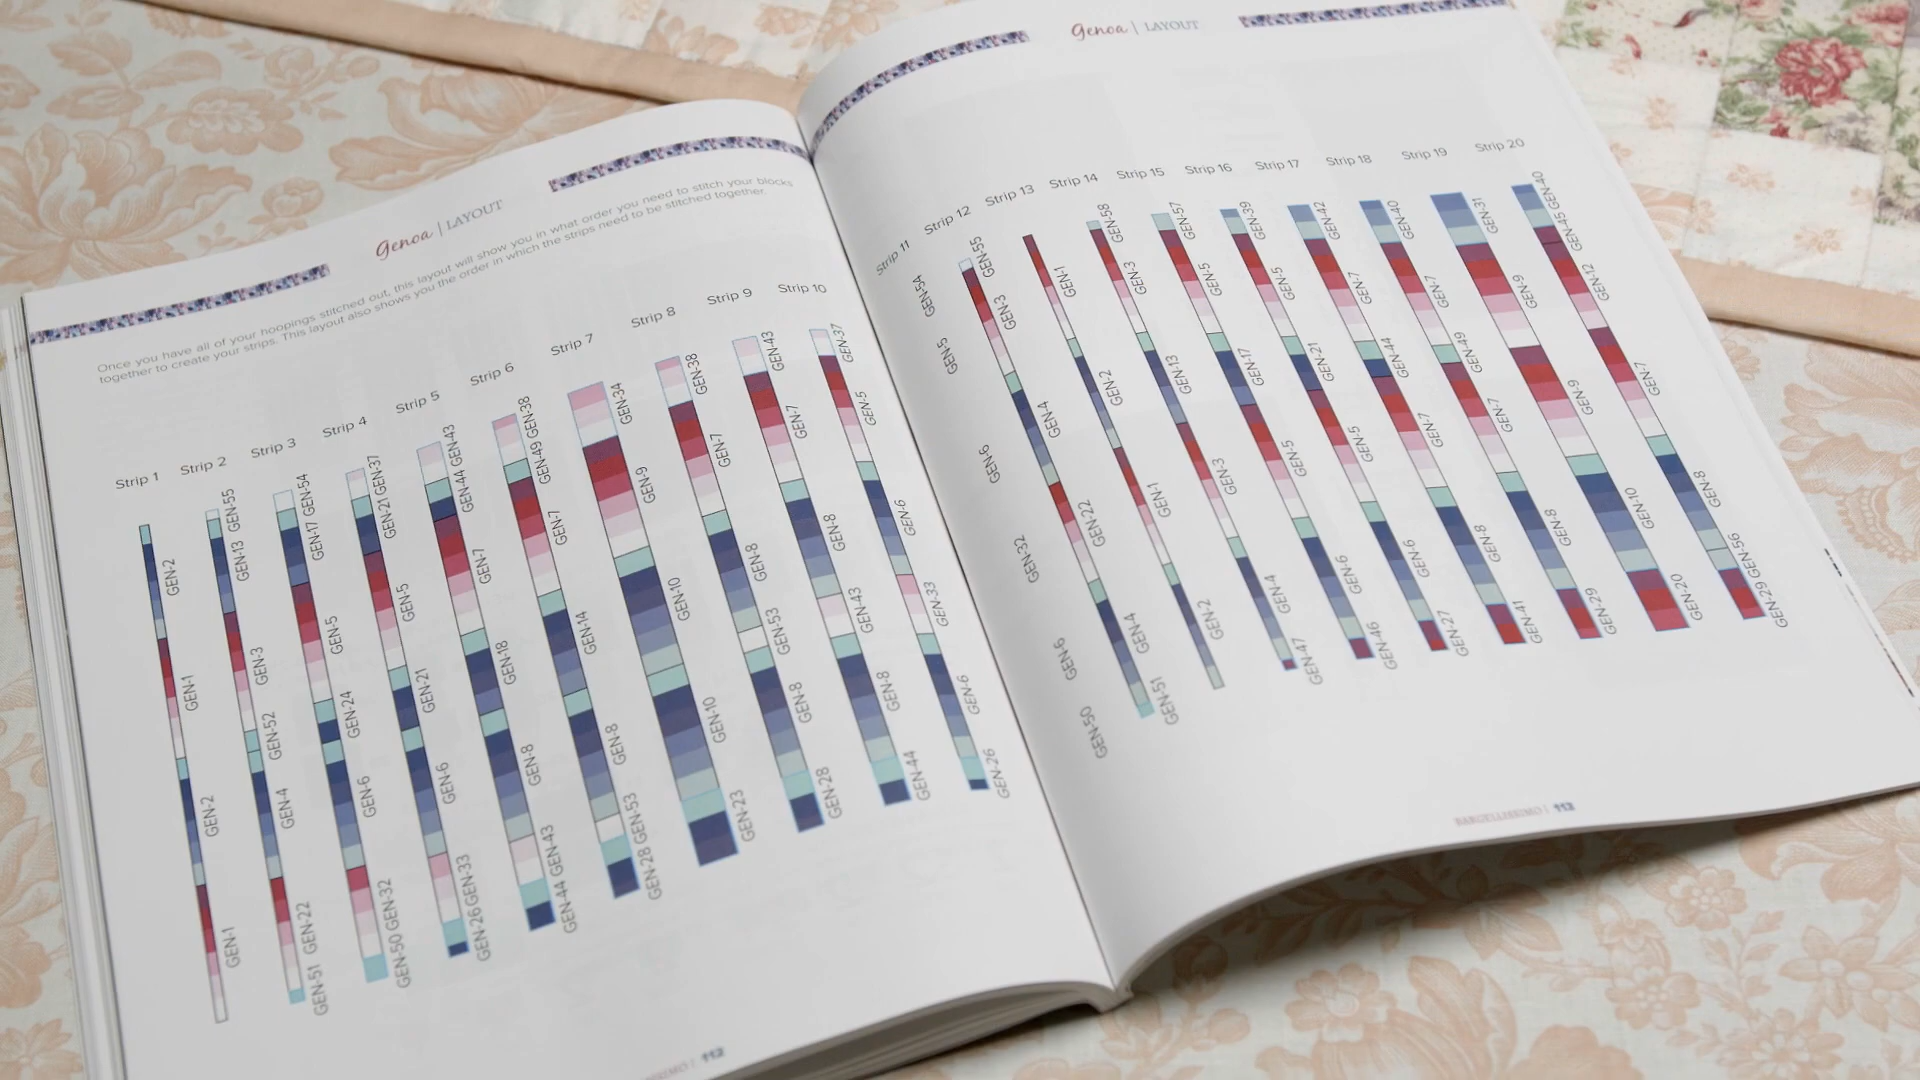 Genoa | LAYOUT
Once you have all of your hoopings stitched out, this layout will show you in what order you need to stitch your blocks
together to create your strips. This layout also shows you the order in which the strips need to be stitched together.
Strip 1
GEN-2
GEN-1
GEN-2
GEN-1
Strip 2
GEN-55
GEN-13
GEN-3
GEN-52
GEN-4
GEN-22
GEN-51
Strip 3
GEN-54
GEN-17
GEN-5
GEN-24
GEN-6
GEN-32
GEN-50
Strip 4
GEN-37
GEN-21
GEN-5
GEN-21
GEN-6
GEN-33
GEN-26
Strip 5
GEN-43
GEN-44
GEN-7
GEN-18
GEN-8
GEN-43
GEN-44
Strip 6
GEN-38
GEN-49
GEN-7
GEN-14
GEN-8
GEN-53
GEN-28
Strip 7
GEN-34
GEN-9
GEN-10
GEN-10
GEN-23
Strip 8
GEN-38
GEN-7
GEN-8
GEN-53
GEN-8
GEN-28
Strip 9
GEN-43
GEN-7
GEN-8
GEN-43
GEN-8
GEN-44
Strip 10
GEN-37
GEN-5
GEN-6
GEN-33
GEN-6
GEN-26
112
Genoa | LAYOUT
Strip 11
GEN-54
GEN-5
GEN-6
GEN-32
GEN-6
GEN-50
Strip 12
GEN-55
GEN-3
GEN-4
GEN-22
GEN-4
GEN-51
Strip 13
GEN-1
GEN-2
GEN-1
GEN-2
Strip 14
GEN-58
GEN-3
GEN-13
GEN-3
GEN-4
GEN-47
Strip 15
GEN-57
GEN-5
GEN-17
GEN-5
GEN-6
GEN-46
Strip 16
GEN-39
GEN-5
GEN-21
GEN-5
GEN-6
GEN-27
Strip 17
GEN-42
GEN-7
GEN-44
GEN-7
GEN-8
GEN-41
Strip 18
GEN-40
GEN-7
GEN-49
GEN-7
GEN-8
GEN-29
Strip 19
GEN-31
GEN-9
GEN-9
GEN-10
GEN-20
Strip 20
GEN-40
GEN-45
GEN-12
GEN-7
GEN-8
GEN-56
GEN-29
BARGELLISSIMO | 113